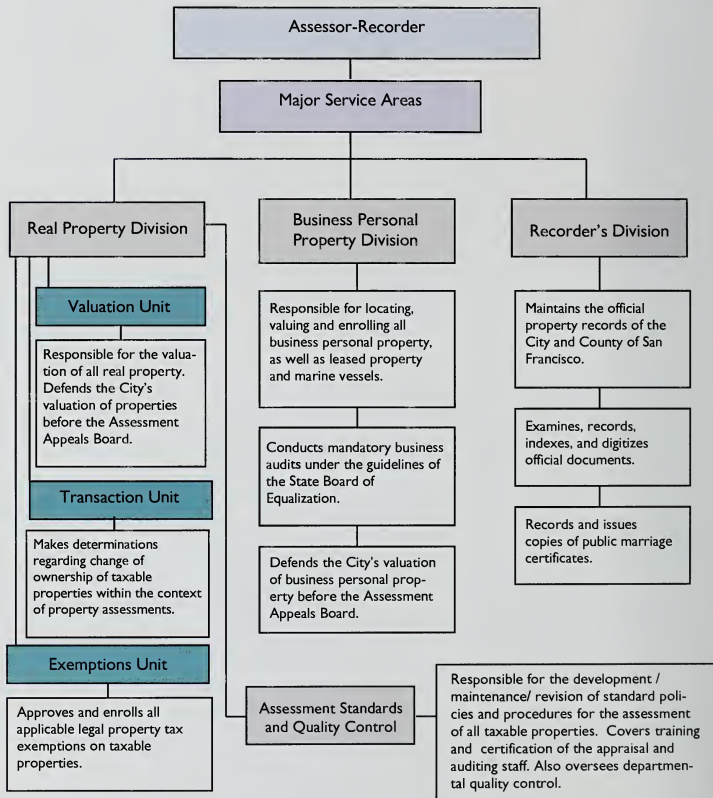 Assessor-Recorder
Major Service Areas
Real Property Division
Valuation Unit
Responsible for the valua-
tion of all real property.
Defends the City's
valuation of properties
before the Assessment
Appeals Board.
Transaction Unit
Makes determinations
regarding change of
ownership of taxable
properties within the context
of property assessments.
Exemptions Unit
Approves and enrolls all
applicable legal property tax
exemptions on taxable
properties.
Business Personal
Property Division
Responsible for locating,
valuing and enrolling all
business personal property,
as well as leased property
and marine vessels.
Conducts mandatory business
audits under the guidelines of
the State Board of
Equalization.
Defends the City's valuation
of business personal prop-
erty before the Assessment
Appeals Board.
Recorder's Division
Maintains the official
property records of the
City and County of San
Francisco.
Examines, records,
indexes, and digitizes
official documents.
Records and issues
copies of public marriage
certificates.
Assessment Standards
and Quality Control
Responsible for the development /
maintenance/ revision of standard poli-
cies and procedures for the assessment
of all taxable properties. Covers training
and certification of the appraisal and
auditing staff. Also oversees departmen-
tal quality control.